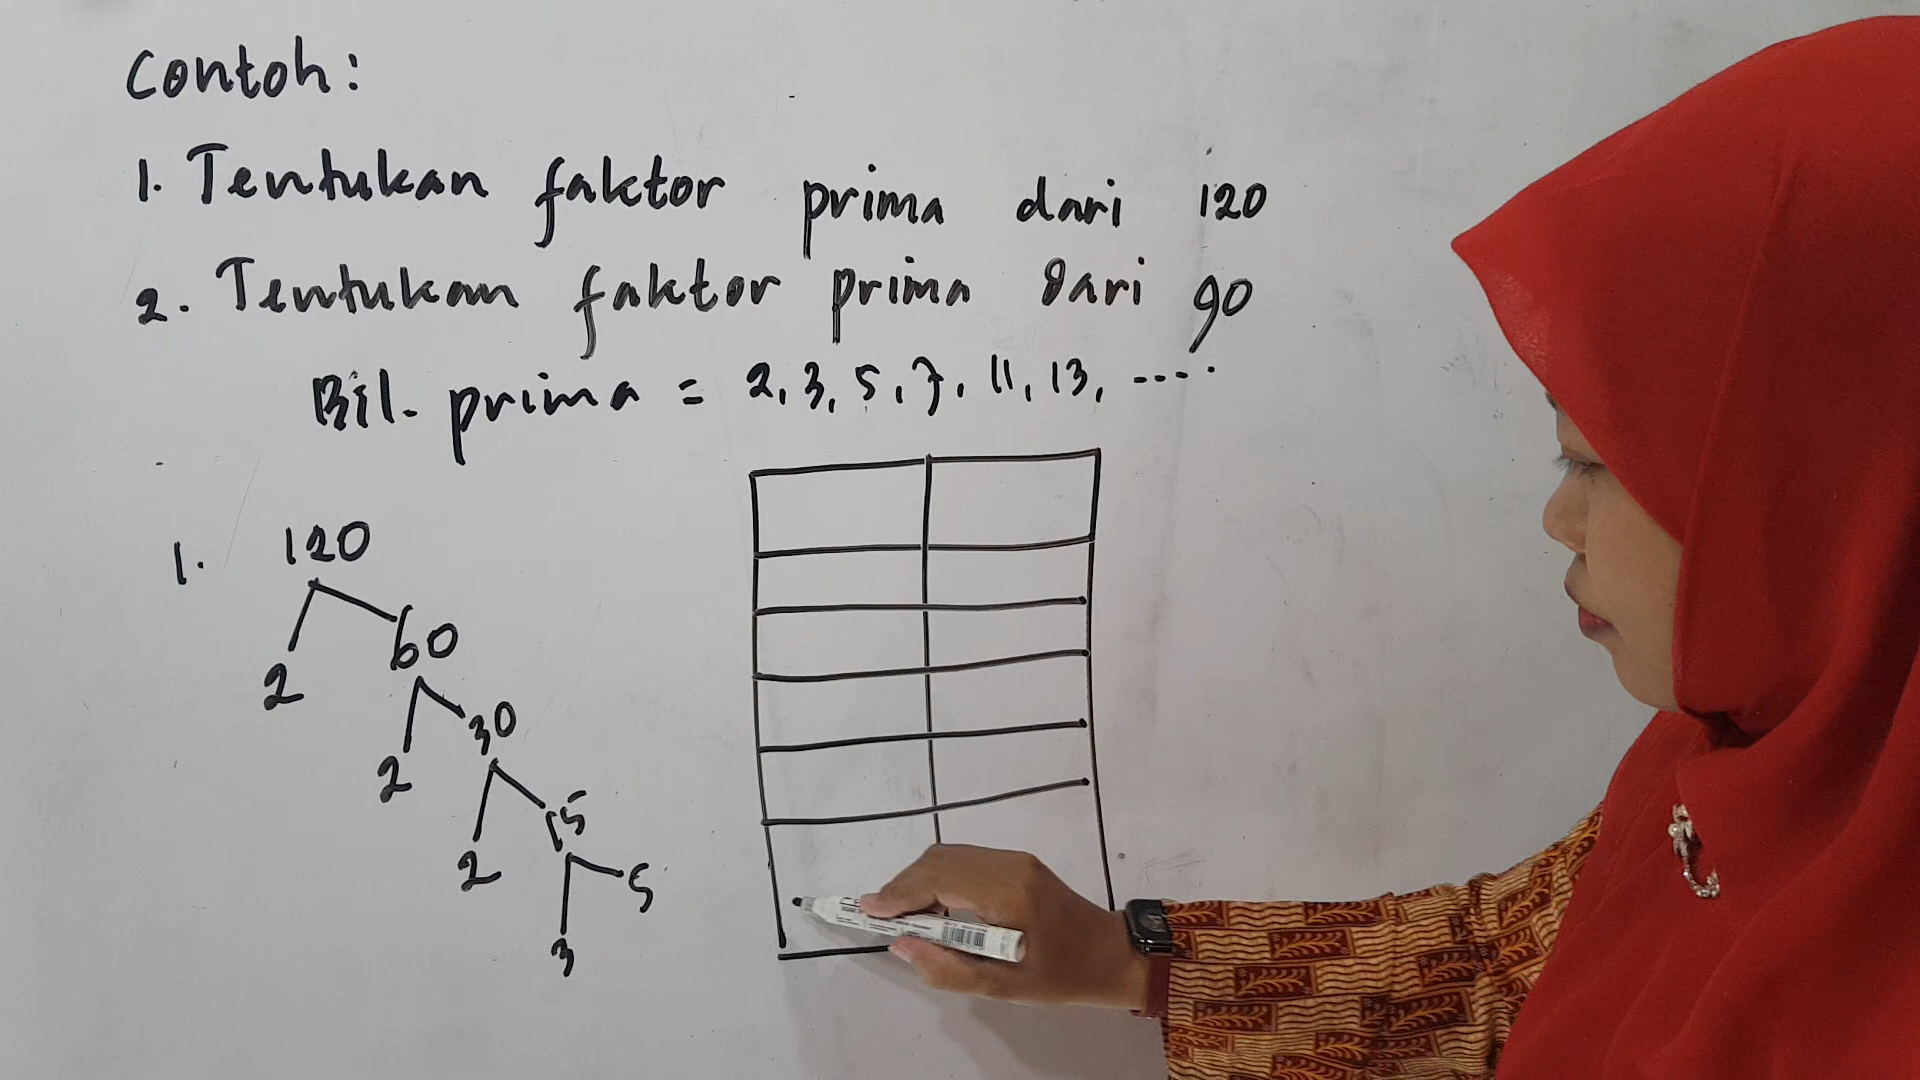 Contoh:
1. Tentukan faktor prima dari 120
2. Tentukan faktor prima dari 90
Bil. prima = 2, 3, 5, 7, 11, 13, .....
1. 120
2 60
2 30
2 15
3 5